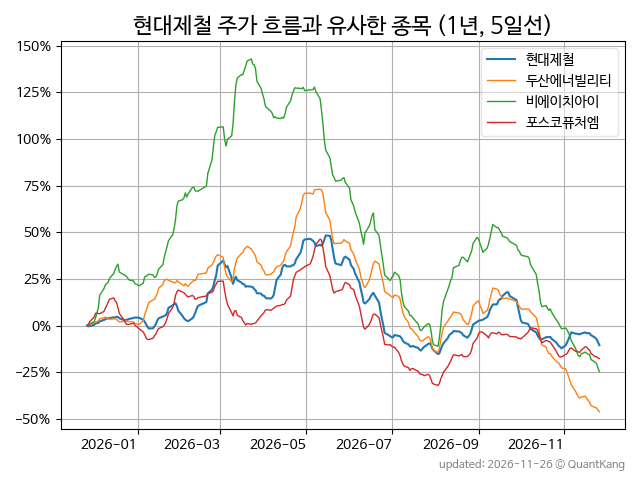 현대제철 주가 흐름과 유사한 종목 (1년, 5일선)
150%
125%
100%
75%
50%
25%
0%
−25%
−50%
현대제철
두산에너빌리티
비에이치아이
포스코퓨처엠
2026-01 2026-03 2026-05 2026-07 2026-09 2026-11
updated: 2026-11-26 © QuantKang